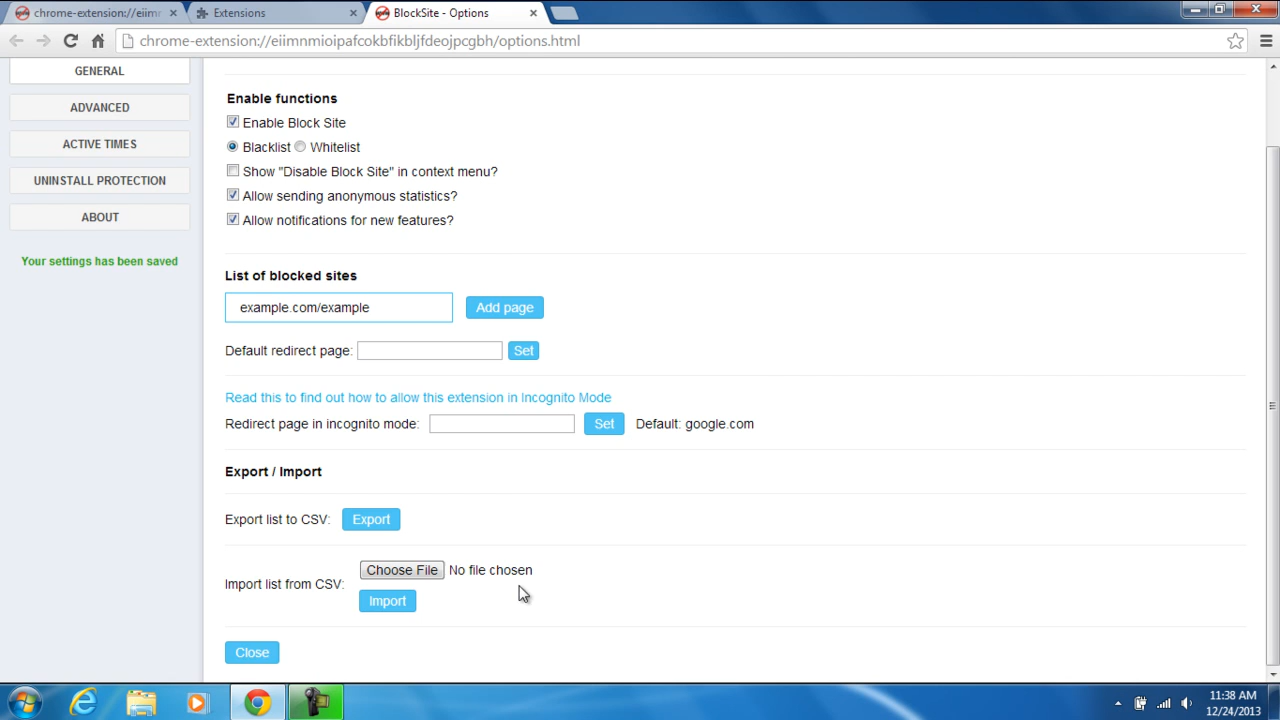 chrome-extension://eiimr
Extensions
BlockSite - Options
chrome-extension://eiimnmioipafcokbfikbljfdeojpcgbh/options.html
GENERAL
ADVANCED
ACTIVE TIMES
UNINSTALL PROTECTION
ABOUT
Your settings has been saved
Enable functions
Enable Block Site
Blacklist Whitelist
Show "Disable Block Site" in context menu?
Allow sending anonymous statistics?
Allow notifications for new features?
List of blocked sites
example.com/example Add page
Default redirect page: Set
Read this to find out how to allow this extension in Incognito Mode
Redirect page in incognito mode: Set Default: google.com
Export / Import
Export list to CSV: Export
Choose File No file chosen
Import list from CSV:
Import
Close
11:38 AM
12/24/2013